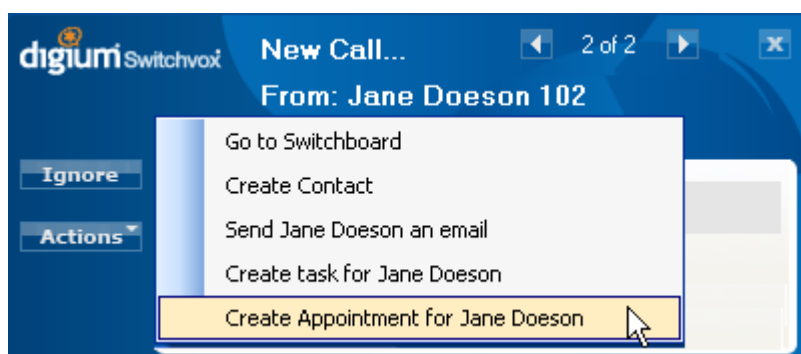 digium Switchvox
New Call...
2 of 2
x
From: Jane Doeson 102
Ignore
Actions
Go to Switchboard
Create Contact
Send Jane Doeson an email
Create task for Jane Doeson
Create Appointment for Jane Doeson